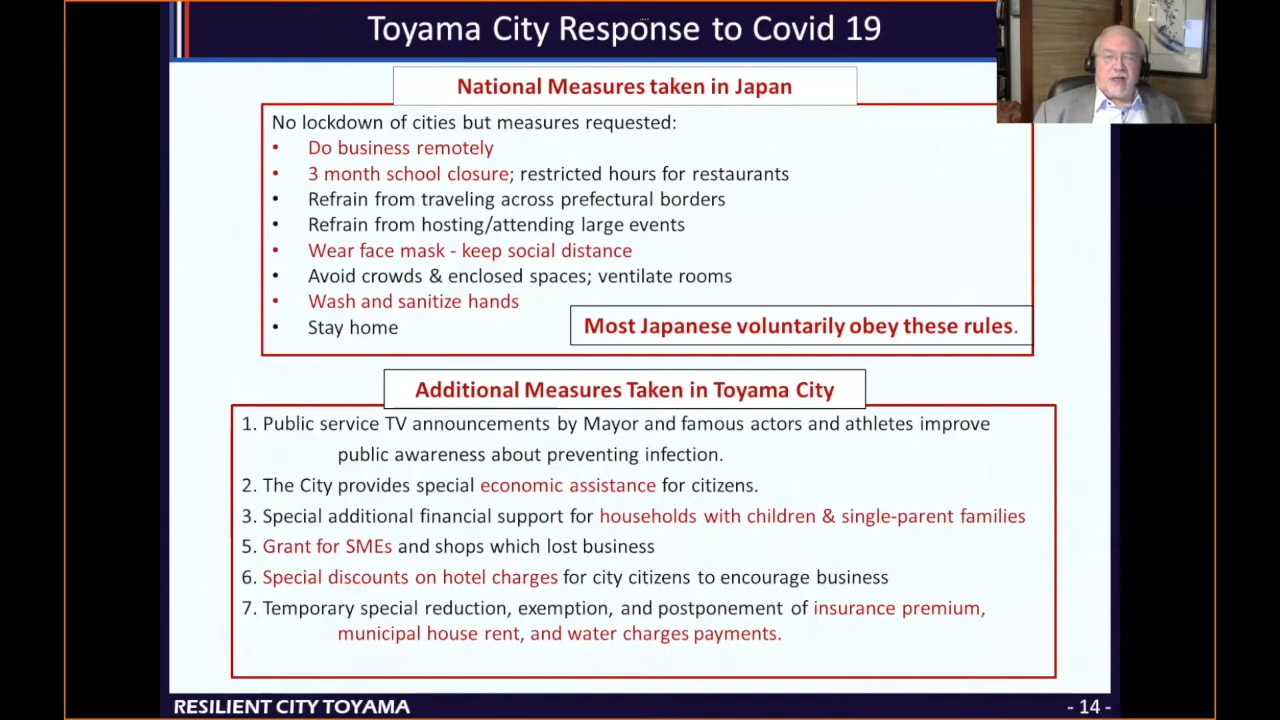 Toyama City Response to Covid 19
National Measures taken in Japan
No lockdown of cities but measures requested:
• Do business remotely
• 3 month school closure; restricted hours for restaurants
• Refrain from traveling across prefectural borders
• Refrain from hosting/attending large events
• Wear face mask - keep social distance
• Avoid crowds & enclosed spaces; ventilate rooms
• Wash and sanitize hands
• Stay home
Most Japanese voluntarily obey these rules.
Additional Measures Taken in Toyama City
1. Public service TV announcements by Mayor and famous actors and athletes improve
public awareness about preventing infection.
2. The City provides special economic assistance for citizens.
3. Special additional financial support for households with children & single-parent families
5. Grant for SMEs and shops which lost business
6. Special discounts on hotel charges for city citizens to encourage business
7. Temporary special reduction, exemption, and postponement of insurance premium,
municipal house rent, and water charges payments.
RESILIENT CITY TOYAMA
- 14 -